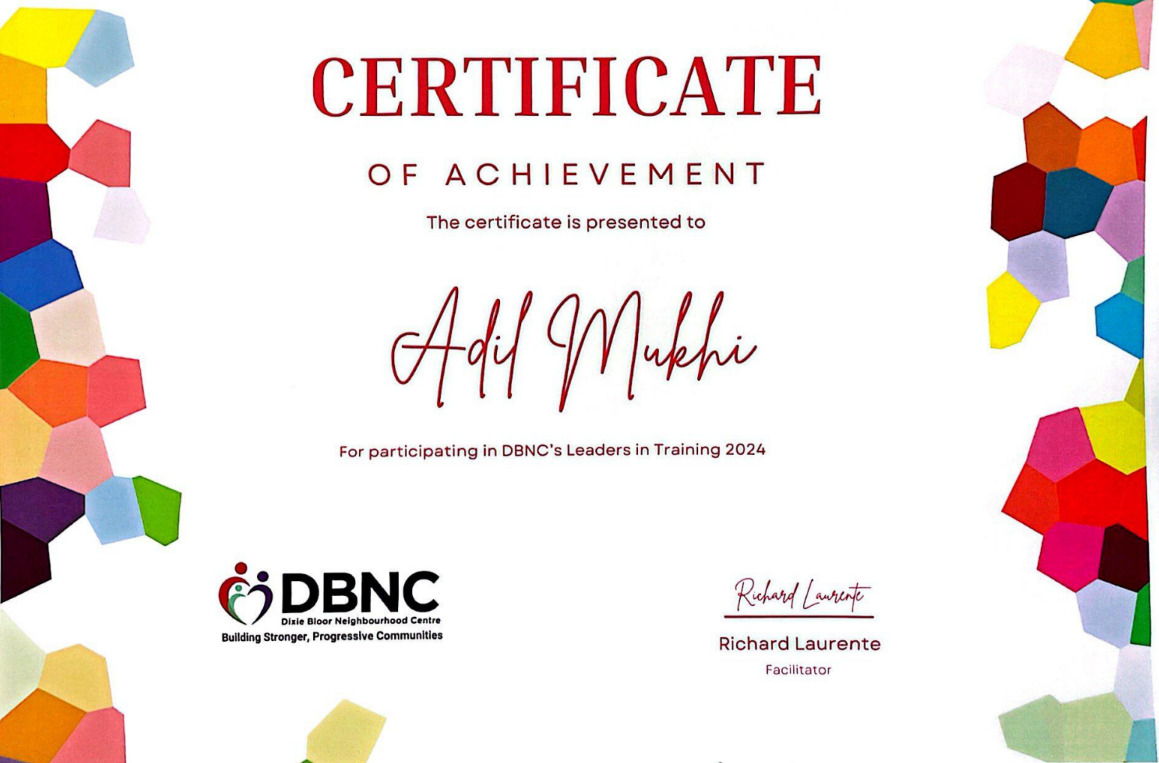 CERTIFICATE
OF ACHIEVEMENT
The certificate is presented to
Adil Mukhi
For participating in DBNC's Leaders in Training 2024
DBNC
Dixie Bloor Neighbourhood Centre
Building Stronger, Progressive Communities
Richard Laurente
Richard Laurente
Facilitator